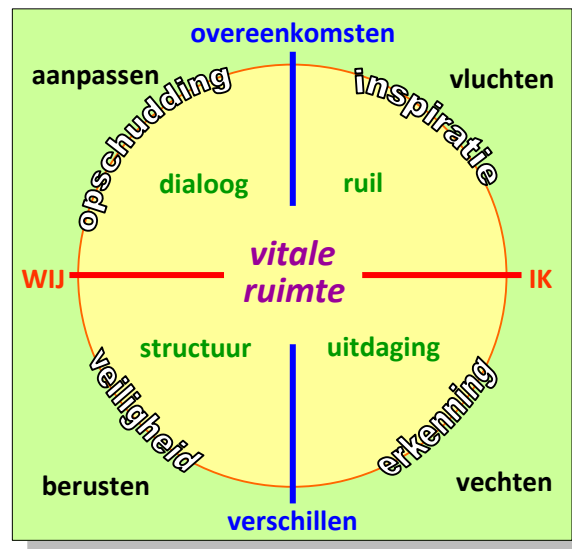 overeenkomsten
aanpassen
vluchten
opschudding
inspiratie
dialoog
ruil
WIJ
vitale
ruimte
IK
structuur
uitdaging
veiligheid
erkenning
berusten
vechten
verschillen